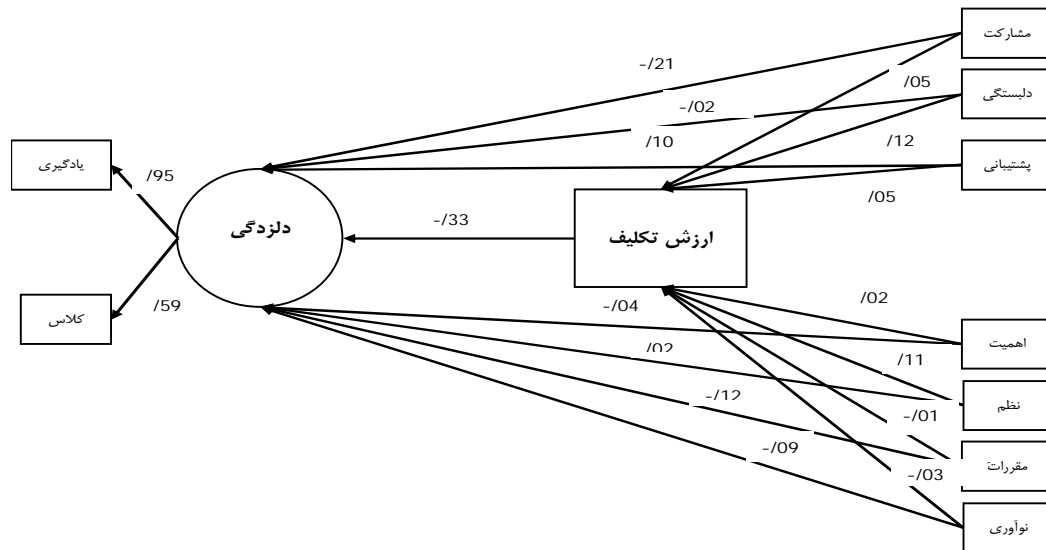 مشارکت
-/21
/05
دلبستگی
-/02
/10
/12
پشتیبانی
یادگیری
/95
/05
دلزدگی
-/33
ارزش تکلیف
/59
کلاس
-/04
/02
اهمیت
/02
/11
نظم
-/12
-/01
مقررات
-/09
-/03
نوآوری